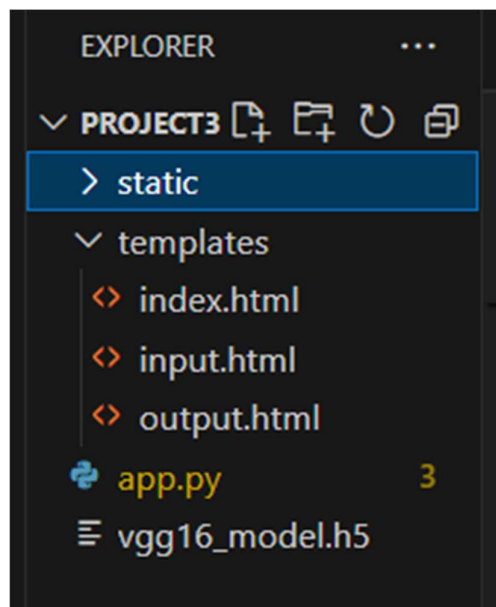 EXPLORER
PROJECT3
static
templates
index.html
input.html
output.html
app.py 3
vgg16_model.h5